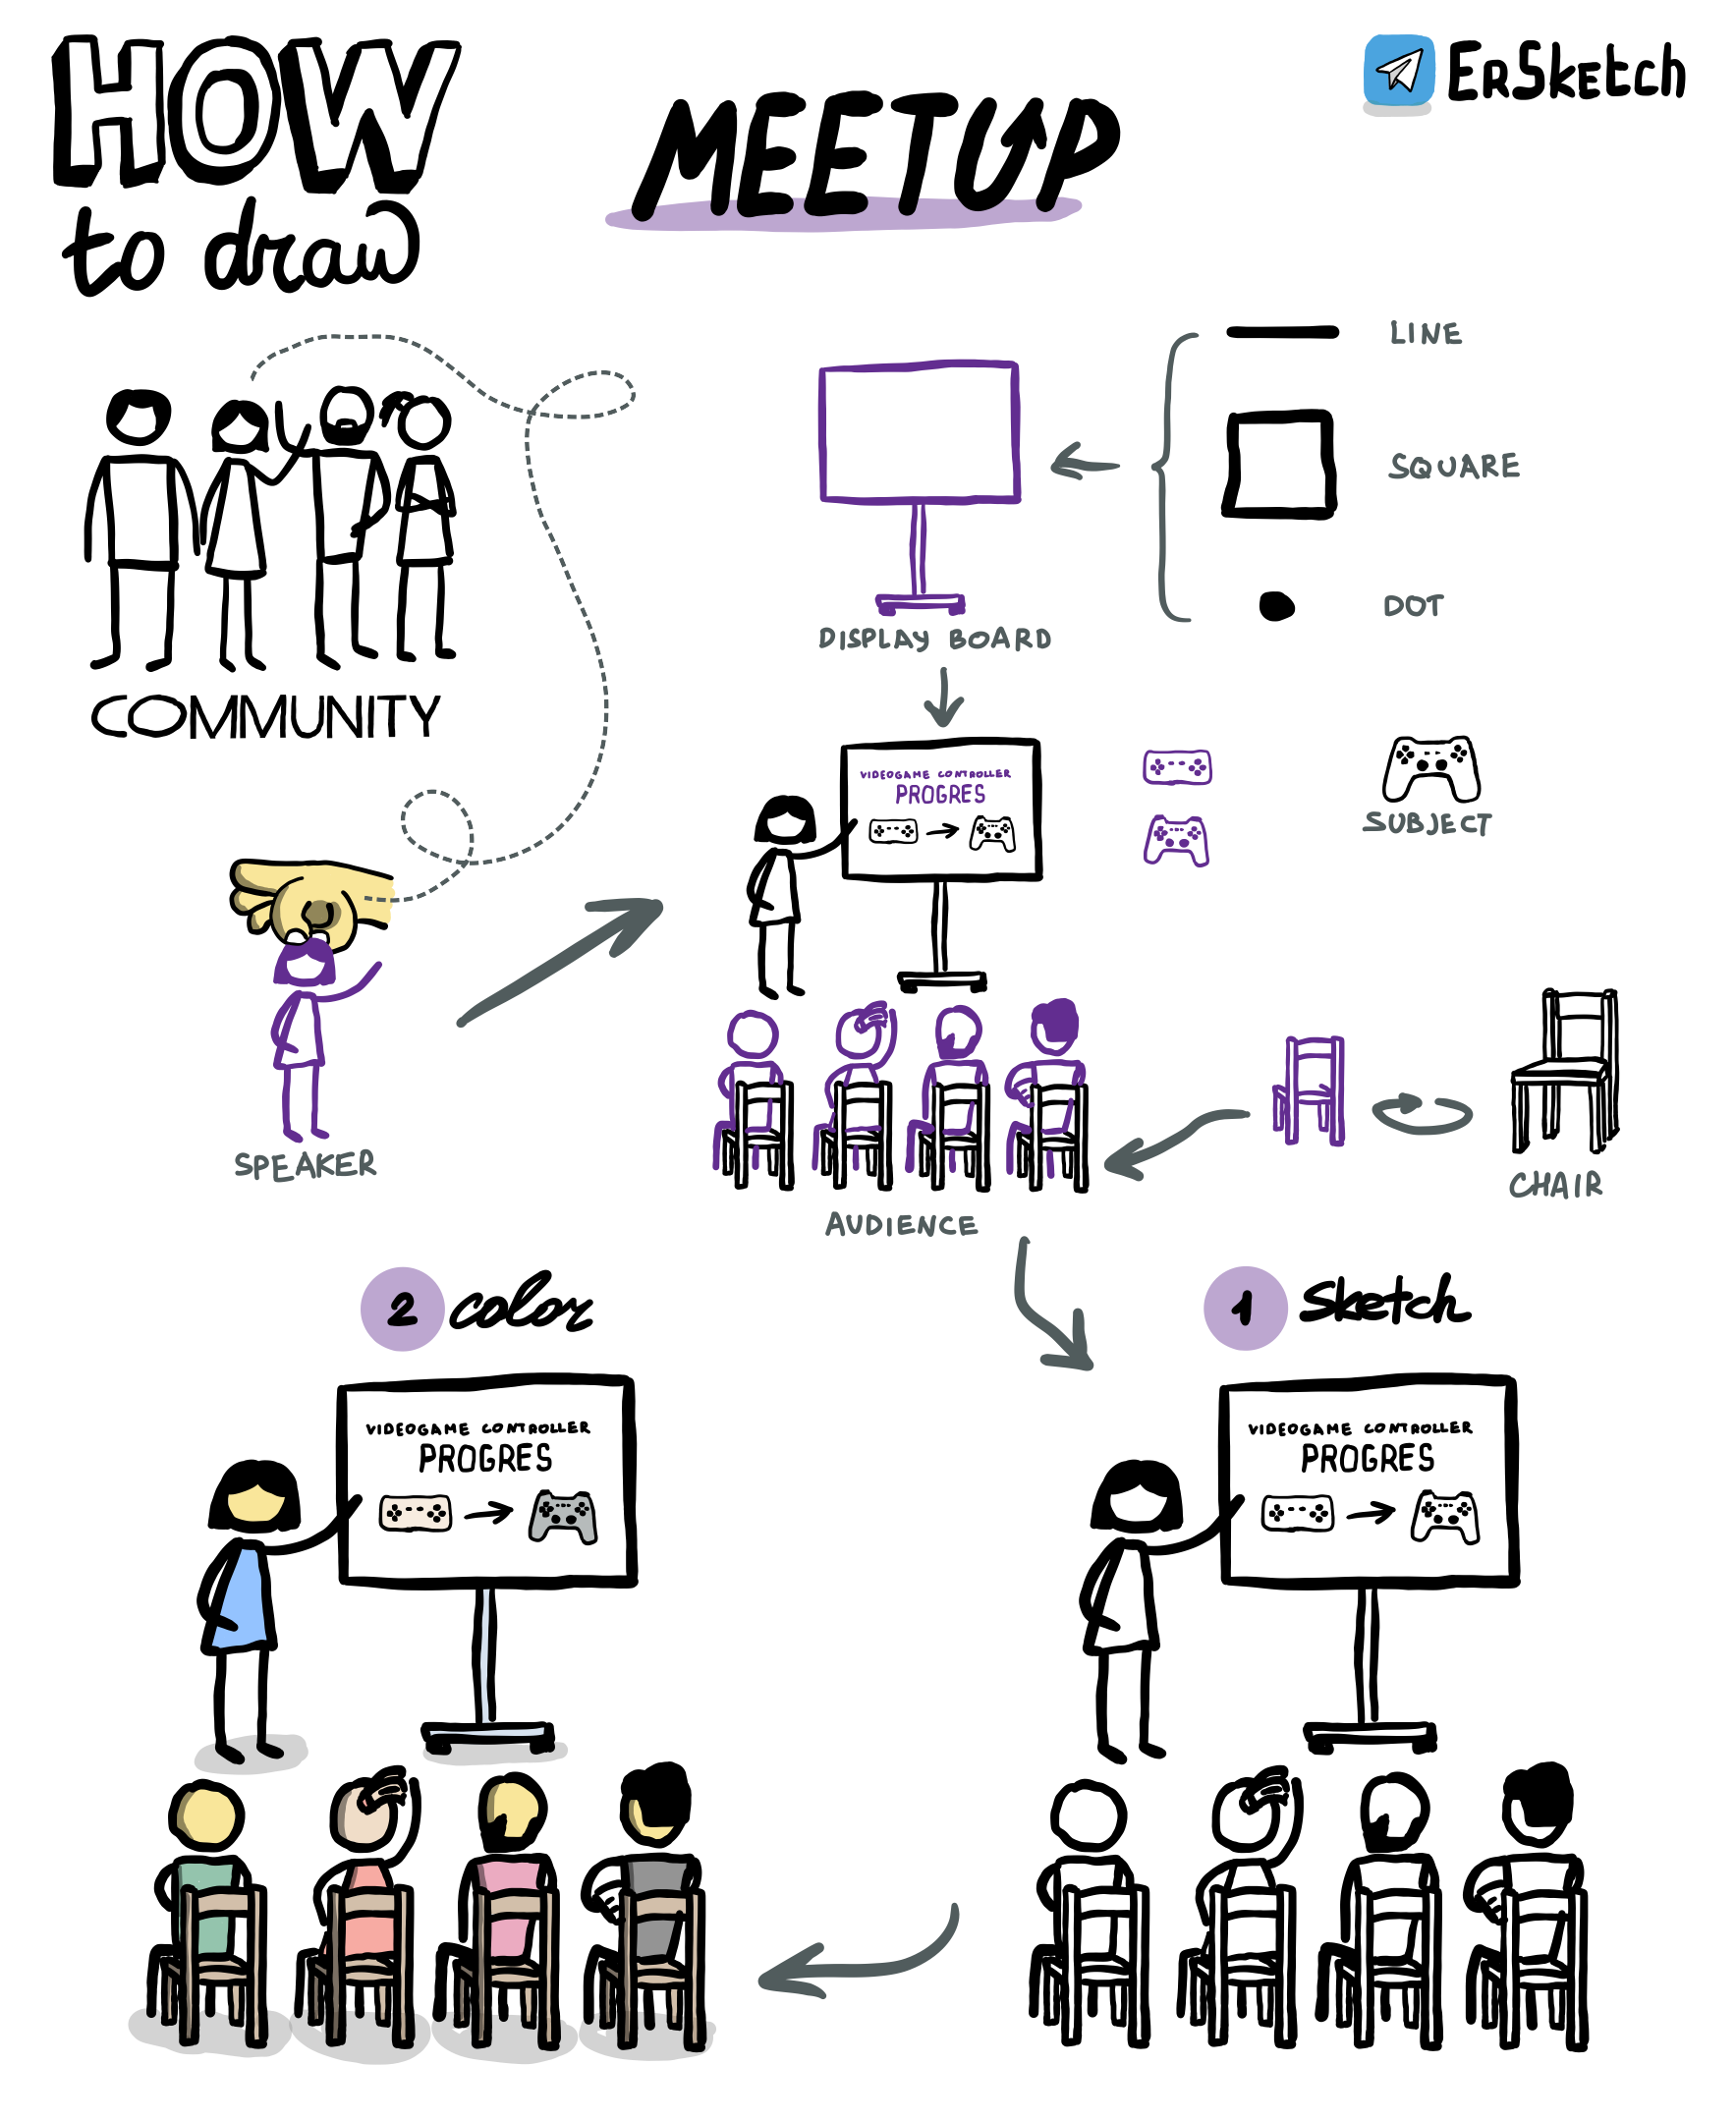 HOW
to draw
MEETUP
ERSketch
COMMUNITY
LINE
SQUARE
DOT
DISPLAY BOARD
VIDEOGAME CONTROLLER
PROGRES
SUBJECT
SPEAKER
AUDIENCE
CHAIR
2 color
1 Sketch
VIDEOGAME CONTROLLER
PROGRES
VIDEOGAME CONTROLLER
PROGRES